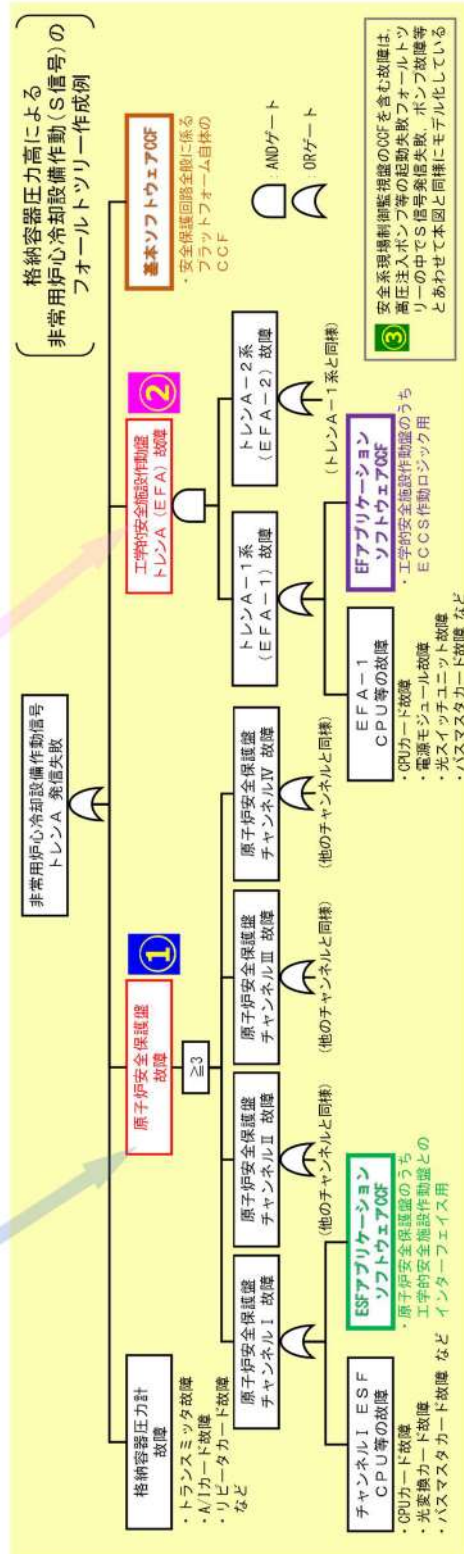 格納容器圧力高による
非常用炉心冷却設備作動(S信号)の
フォールトツリー作成例
非常用炉心冷却設備作動信号
トレンA 発信失敗
格納容器圧力計
故障
・トランスミッタ故障
・A/Iカード故障
・リピータカード故障
など
原子炉安全保護盤
故障
①
≧3
工学的安全施設作動盤
トレンA(EFA)故障
②
基本ソフトウェアCCF
・安全保護回路全般に係る
プラットフォーム自体の
CCF
原子炉安全保護盤
チャンネルⅠ 故障
原子炉安全保護盤
チャンネルⅡ 故障
(他のチャンネルと同様)
原子炉安全保護盤
チャンネルⅢ 故障
(他のチャンネルと同様)
原子炉安全保護盤
チャンネルⅣ 故障
(他のチャンネルと同様)
トレンA-1系
(EFA-1)故障
トレンA-2系
(EFA-2)故障
(トレンA-1系と同様)
:ANDゲート
:ORゲート
チャンネルⅠ ESF
CPU等の故障
・CPUカード故障
・光変換カード故障
・バスマスタカード故障 など
ESFアプリケーション
ソフトウェアCCF
・原子炉安全保護盤のうち
工学的安全施設作動盤との
インターフェイス用
EFA-1
CPU等の故障
・CPUカード故障
・電源モジュール故障
・光スイッチユニット故障
・バスマスタカード故障 など
EFアプリケーション
ソフトウェアCCF
・工学的安全施設作動盤のうち
ECCS作動ロジック用
③
安全系現場制御監視盤のCCFを含む故障は、
高圧注入ポンプ等の起動失敗フォールトツ
リーの中でS信号発信失敗、ポンプ故障等
とあわせて本図と同様にモデル化している